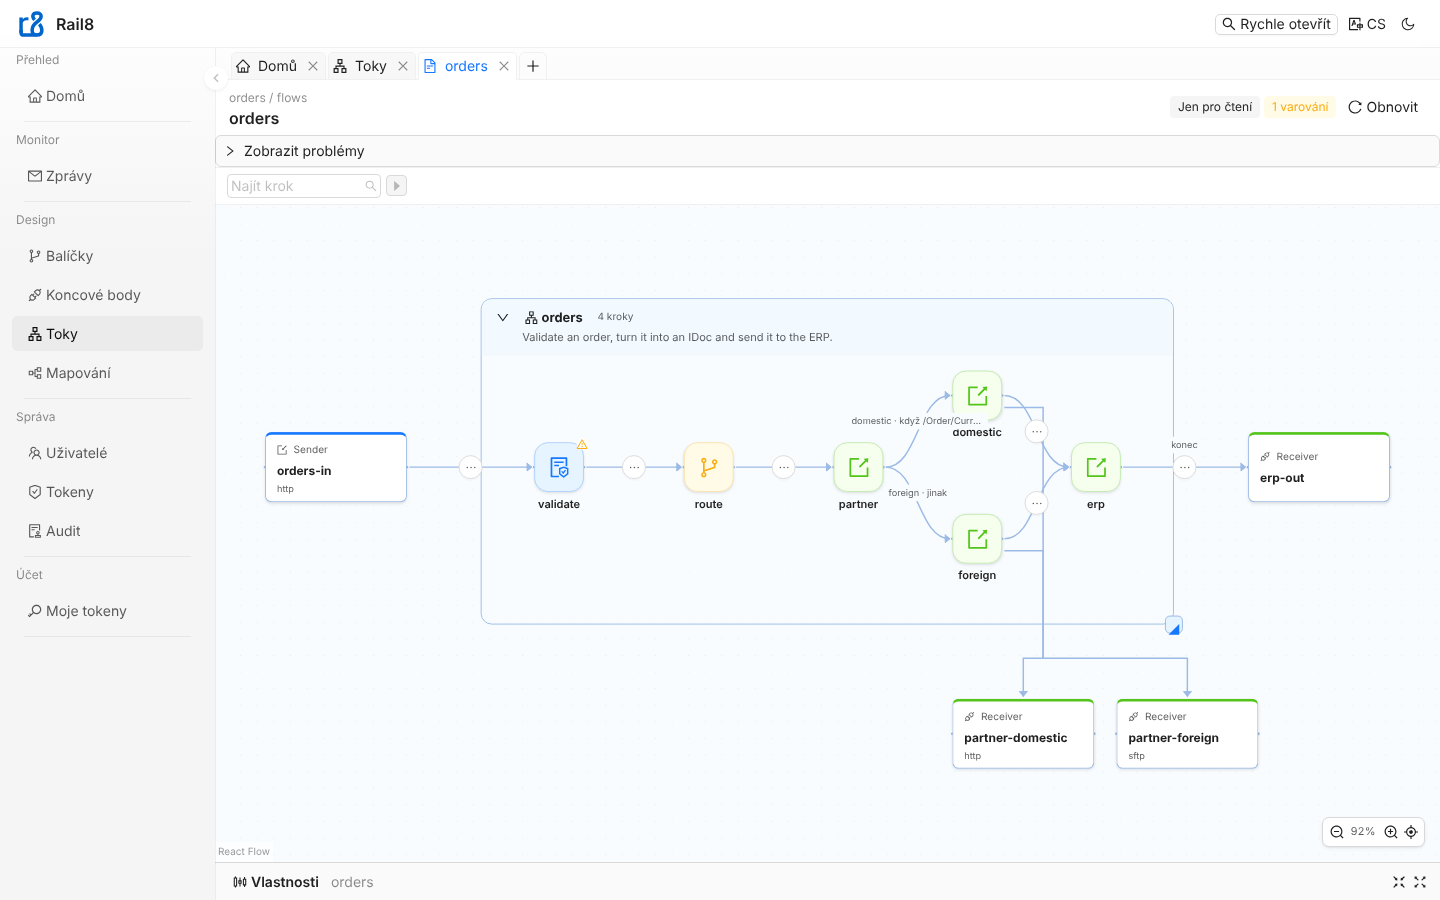 Rail8
Rychle otevřít
CS
Přehled
Domů
Monitor
Zprávy
Design
Balíčky
Koncové body
Toky
Mapování
Správa
Uživatelé
Tokeny
Audit
Účet
Moje tokeny
Domů
Toky
orders
orders / flows
orders
Jen pro čtení
1 varování
Obnovit
Zobrazit problémy
Najít krok
orders
4 kroky
Validate an order, turn it into an IDoc and send it to the ERP.
Sender
orders-in
http
validate
route
partner
domestic · když /Order/Curr...
domestic
foreign · jinak
foreign
erp
konec
Receiver
erp-out
Receiver
partner-domestic
http
Receiver
partner-foreign
sftp
92%
React Flow
Vlastnosti
orders